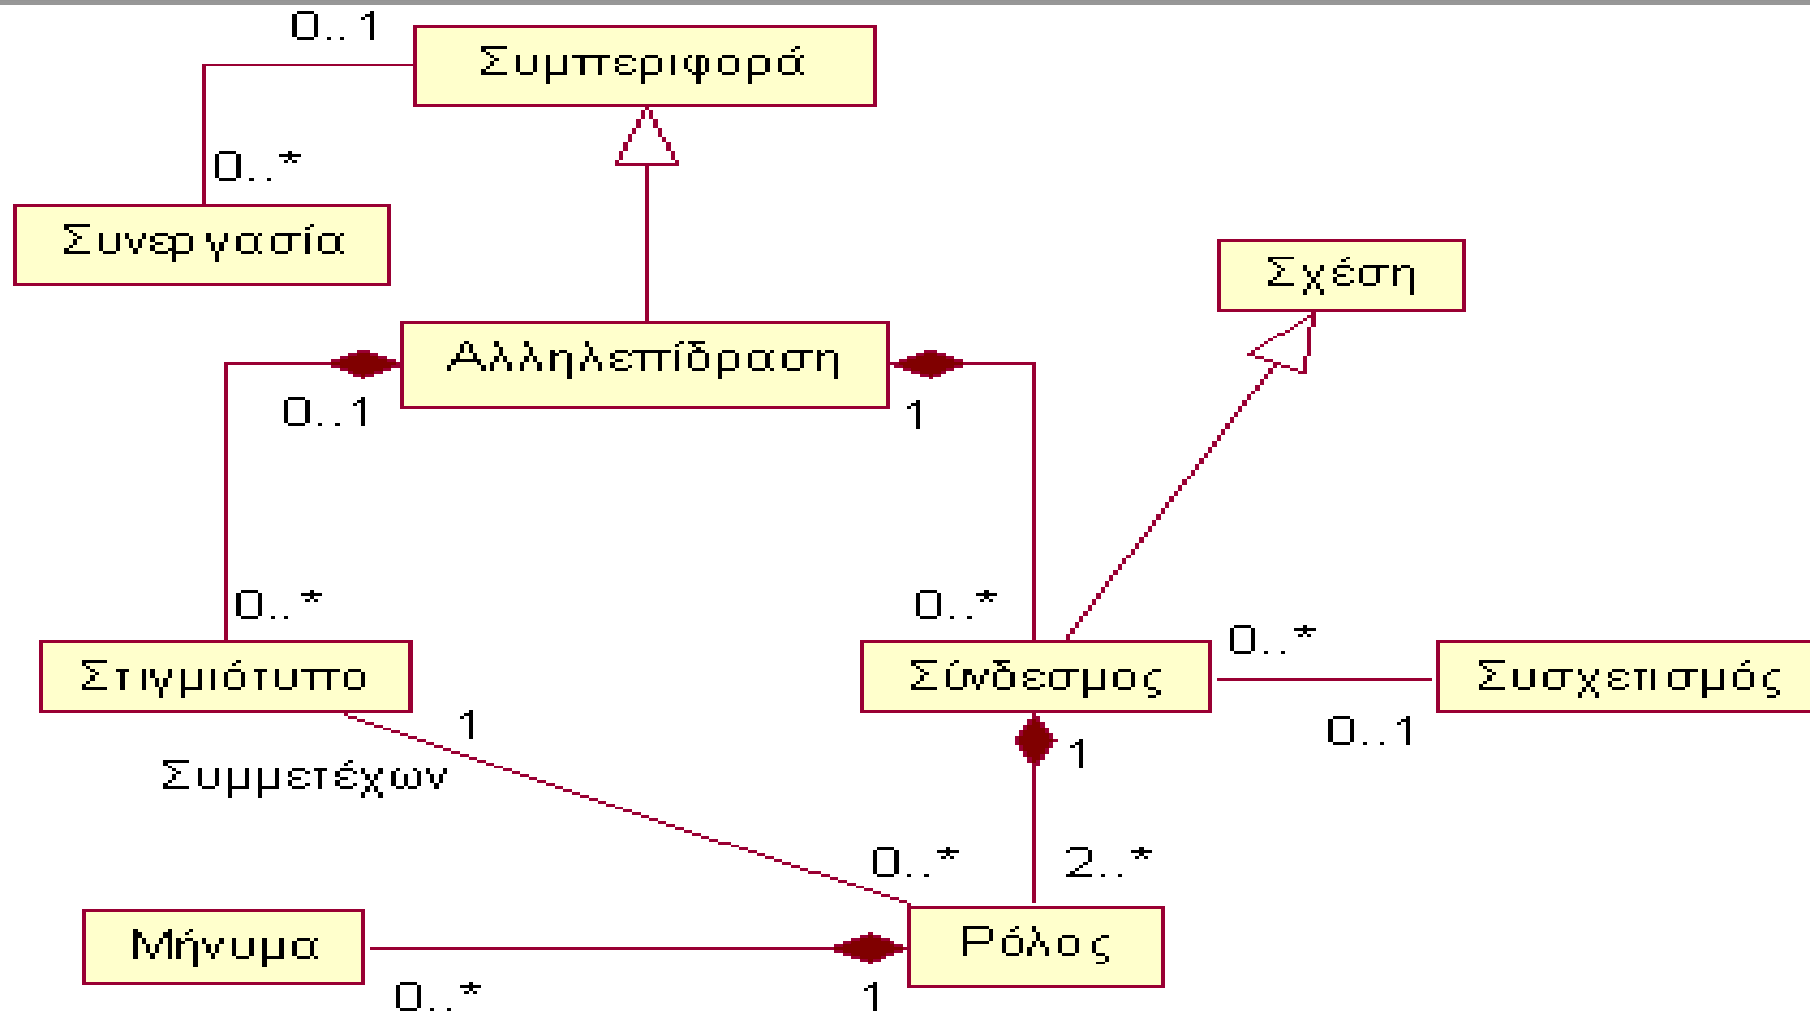 0..1
Συμπεριφορά
0..*
Συνεργασία
Σχέση
Αλληλεπίδραση
0..1
1
0..*
0..*
0..*
Στιγμιότυπο
Σύνδεσμος
Συσχετισμός
1
0..1
1
Συμμετέχων
0..*
2..*
Μήνυμα
Ρόλος
0..*
1